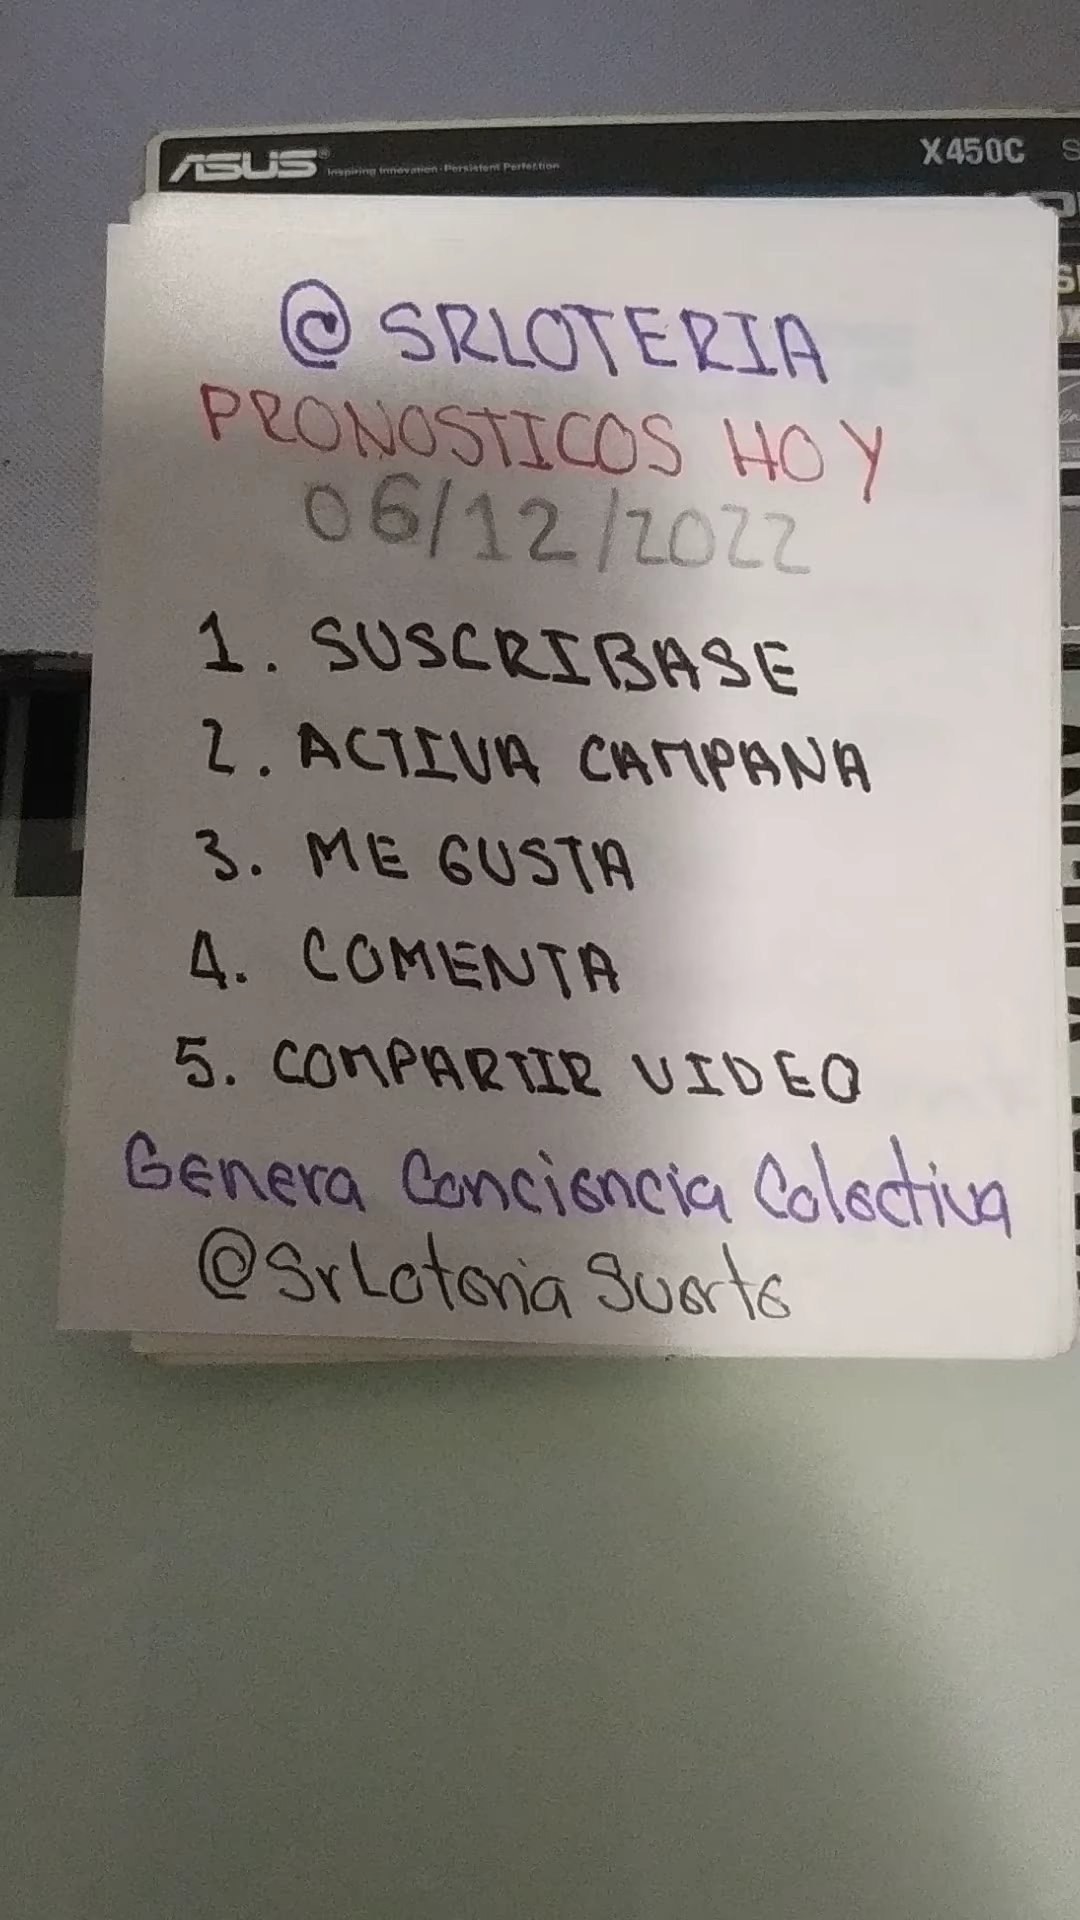 ASUS
Inspiring Innovation · Persistent Perfection
X450C
@SRLOTERIA
PRONOSTICOS HOY
06/12/2022
1. SUSCRIBASE
2. ACTIVA CAMPANA
3. ME GUSTA
4. COMENTA
5. COMPARTIR VIDEO
Genera Conciencia Colectiva
@SrLoteria Suerte